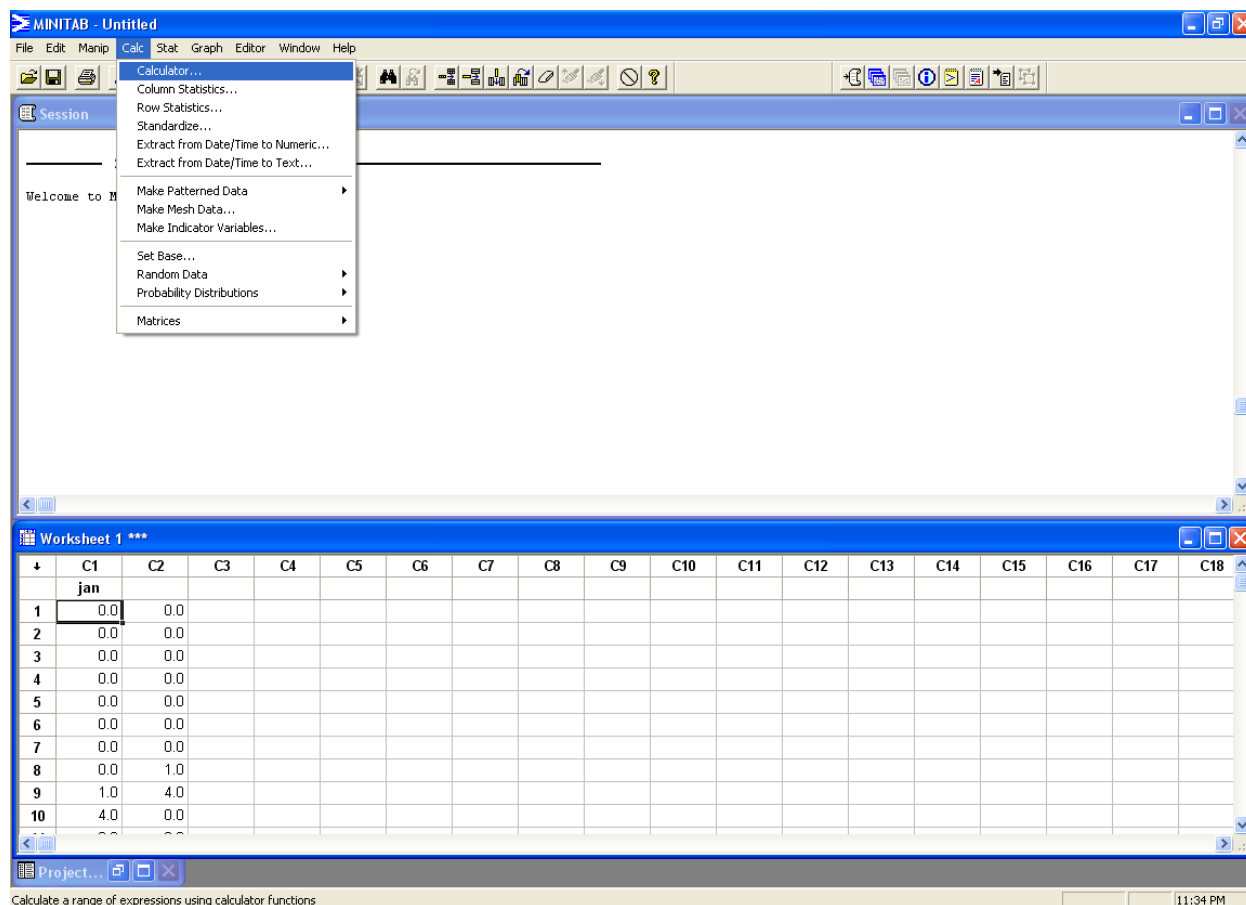 MINITAB - Untitled
File Edit Manip Calc Stat Graph Editor Window Help
Calculator...
Column Statistics...
Row Statistics...
Standardize...
Extract from Date/Time to Numeric...
Extract from Date/Time to Text...
Make Patterned Data
Make Mesh Data...
Make Indicator Variables...
Set Base...
Random Data
Probability Distributions
Matrices
Session
Welcome to M
Worksheet 1 ***
C1 C2 C3 C4 C5 C6 C7 C8 C9 C10 C11 C12 C13 C14 C15 C16 C17 C18
jan
1 0.0 0.0
2 0.0 0.0
3 0.0 0.0
4 0.0 0.0
5 0.0 0.0
6 0.0 0.0
7 0.0 0.0
8 0.0 1.0
9 1.0 4.0
10 4.0 0.0
Project...
Calculate a range of expressions using calculator functions
11:34 PM